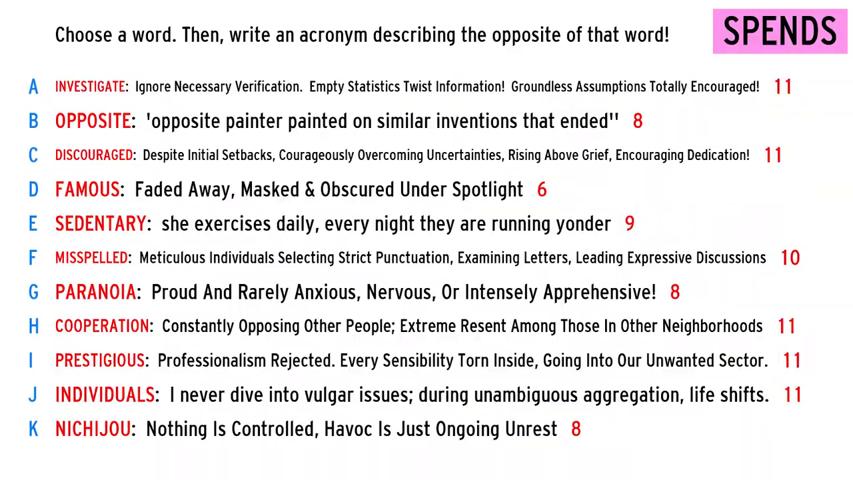 Choose a word. Then, write an acronym describing the opposite of that word!
SPENDS
A INVESTIGATE: Ignore Necessary Verification. Empty Statistics Twist Information! Groundless Assumptions Totally Encouraged! 11
B OPPOSITE: 'opposite painter painted on similar inventions that ended" 8
C DISCOURAGED: Despite Initial Setbacks, Courageously Overcoming Uncertainties, Rising Above Grief, Encouraging Dedication! 11
D FAMOUS: Faded Away, Masked & Obscured Under Spotlight 6
E SEDENTARY: she exercises daily, every night they are running yonder 9
F MISSPELLED: Meticulous Individuals Selecting Strict Punctuation, Examining Letters, Leading Expressive Discussions 10
G PARANOIA: Proud And Rarely Anxious, Nervous, Or Intensely Apprehensive! 8
H COOPERATION: Constantly Opposing Other People; Extreme Resent Among Those In Other Neighborhoods 11
I PRESTIGIOUS: Professionalism Rejected. Every Sensibility Torn Inside, Going Into Our Unwanted Sector. 11
J INDIVIDUALS: I never dive into vulgar issues; during unambiguous aggregation, life shifts. 11
K NICHIJOU: Nothing Is Controlled, Havoc Is Just Ongoing Unrest 8